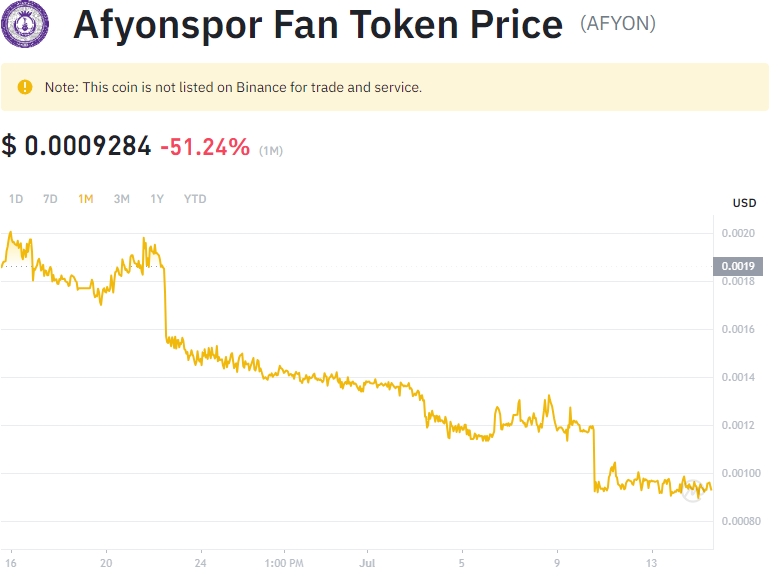 Afyonspor Fan Token Price (AFYON)
Note: This coin is not listed on Binance for trade and service.
$ 0.0009284 -51.24% (1M)
1D 7D 1M 3M 1Y YTD
USD
0.0020
0.0019
0.0018
0.0016
0.0014
0.0012
0.00100
0.00080
16 20 24 1:00 PM Jul 5 9 13